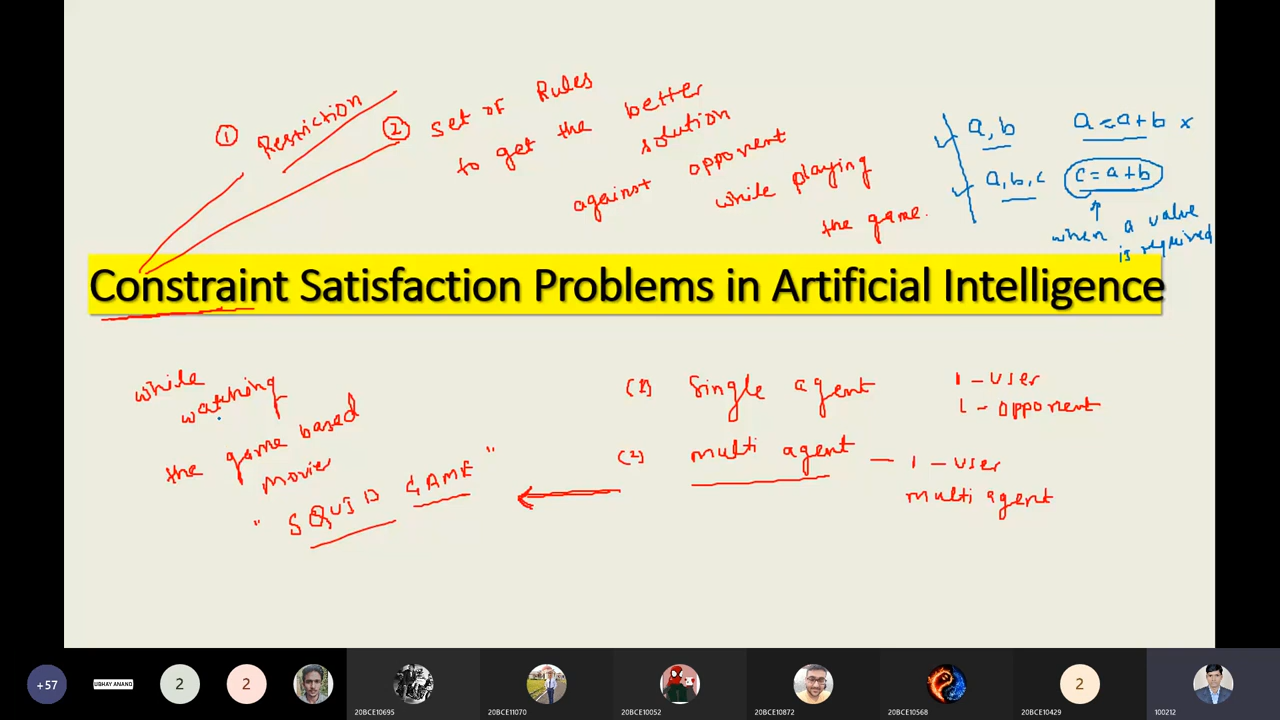 ① Restriction
② Set of Rules
to get the better
solution
against opponent
while playing
the game.
a, b a = a + b x
a, b, c c = a + b
when a value
is required
Constraint Satisfaction Problems in Artificial Intelligence
while
watching
the game based
movies
" SQUID GAME "
(1) Single agent
1 - user
1 - opponent
(2) multi agent — 1 - user
multi agent
+57
UBHAY ANAND
2
2
2
20BCE10695
20BCE11070
20BCE10052
20BCE10872
20BCE10568
20BCE10429
100212